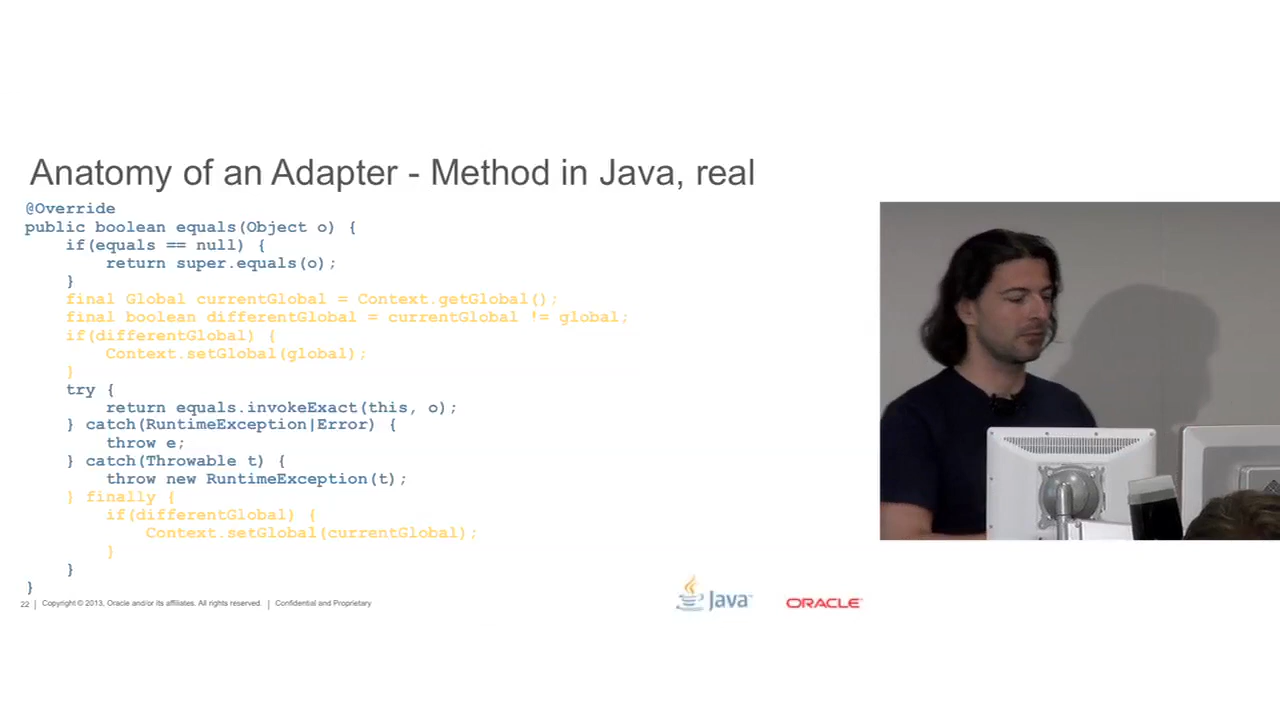 Anatomy of an Adapter - Method in Java, real
@Override
public boolean equals(Object o) {
    if(equals == null) {
        return super.equals(o);
    }
    final Global currentGlobal = Context.getGlobal();
    final boolean differentGlobal = currentGlobal != global;
    if(differentGlobal) {
        Context.setGlobal(global);
    }
    try {
        return equals.invokeExact(this, o);
    } catch(RuntimeException|Error) {
        throw e;
    } catch(Throwable t) {
        throw new RuntimeException(t);
    } finally {
        if(differentGlobal) {
            Context.setGlobal(currentGlobal);
        }
    }
}
22 | Copyright © 2013, Oracle and/or its affiliates. All rights reserved. | Confidential and Proprietary
Java™
ORACLE